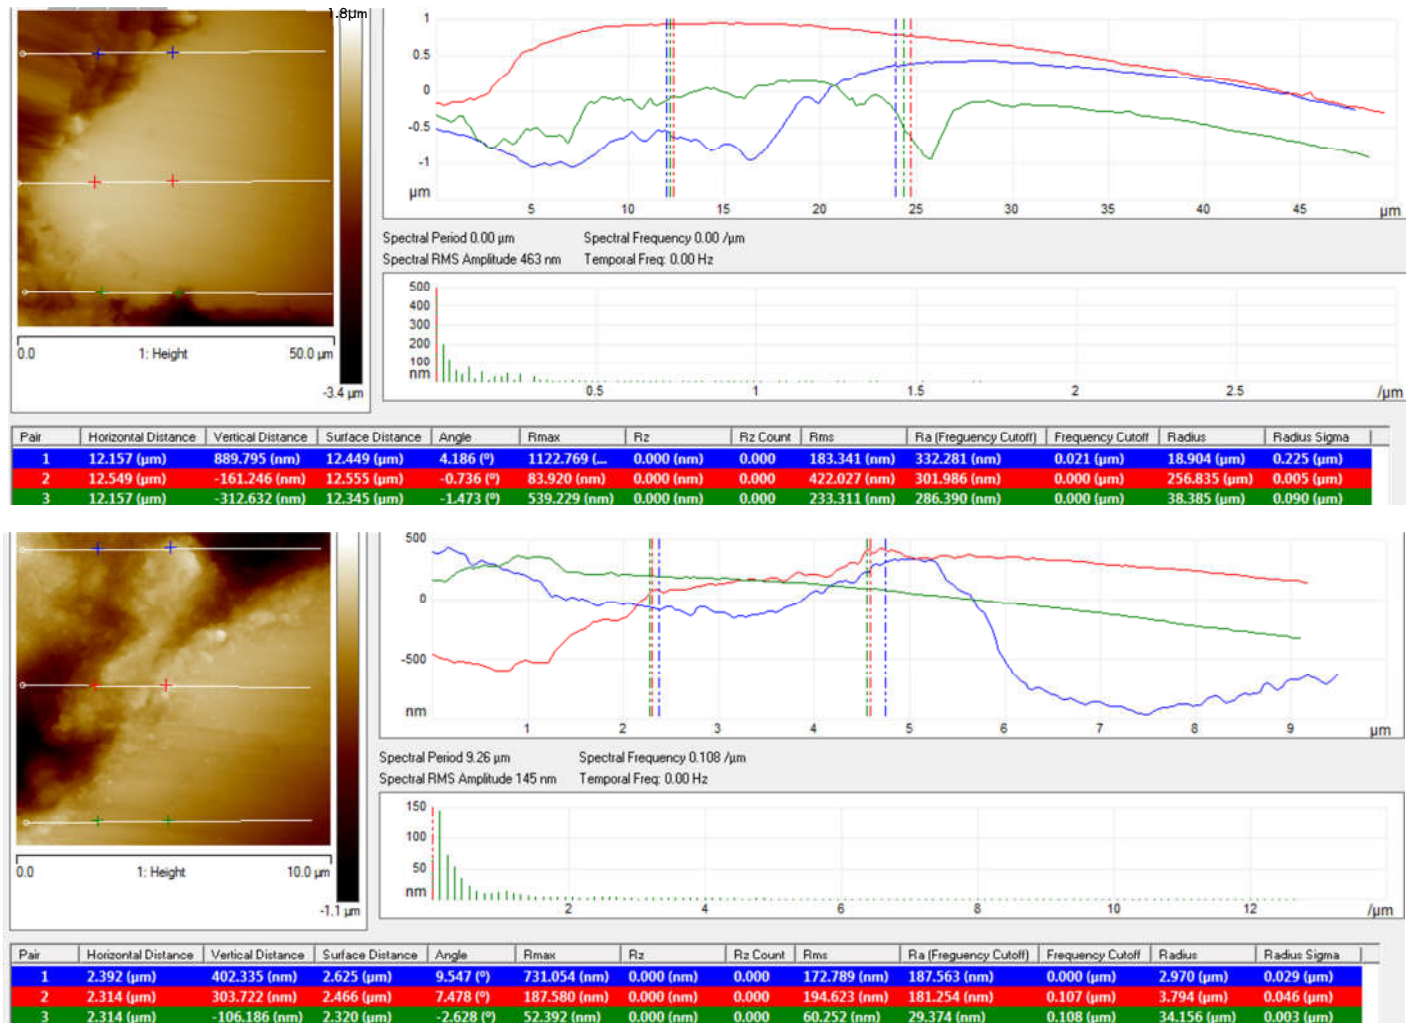 1.8µm
1
0.5
0
-0.5
-1
µm
5 10 15 20 25 30 35 40 45 µm
Spectral Period 0.00 µm Spectral Frequency 0.00 /µm
Spectral RMS Amplitude 463 nm Temporal Freq: 0.00 Hz
500
400
300
200
100
nm
0.5 1 1.5 2 2.5 /µm
0.0 1: Height 50.0 µm
-3.4 µm
Pair Horizontal Distance Vertical Distance Surface Distance Angle Rmax Rz Rz Count Rms Ra (Freguency Cutoff) Frequency Cutoff Radius Radius Sigma
1 12.157 (µm) 889.795 (nm) 12.449 (µm) 4.186 (º) 1122.769 (... 0.000 (nm) 0.000 183.341 (nm) 332.281 (nm) 0.021 (µm) 18.904 (µm) 0.225 (µm)
2 12.549 (µm) -161.246 (nm) 12.555 (µm) -0.736 (º) 83.920 (nm) 0.000 (nm) 0.000 422.027 (nm) 301.986 (nm) 0.000 (µm) 256.835 (µm) 0.005 (µm)
3 12.157 (µm) -312.632 (nm) 12.345 (µm) -1.473 (º) 539.229 (nm) 0.000 (nm) 0.000 233.311 (nm) 286.390 (nm) 0.000 (µm) 38.385 (µm) 0.090 (µm)
500
0
-500
nm
1 2 3 4 5 6 7 8 9 µm
Spectral Period 9.26 µm Spectral Frequency 0.108 /µm
Spectral RMS Amplitude 145 nm Temporal Freq: 0.00 Hz
150
100
50
nm
2 4 6 8 10 12 /µm
0.0 1: Height 10.0 µm
-1.1 µm
Pair Horizontal Distance Vertical Distance Surface Distance Angle Rmax Rz Rz Count Rms Ra (Freguency Cutoff) Frequency Cutoff Radius Radius Sigma
1 2.392 (µm) 402.335 (nm) 2.625 (µm) 9.547 (º) 731.054 (nm) 0.000 (nm) 0.000 172.789 (nm) 187.563 (nm) 0.000 (µm) 2.970 (µm) 0.029 (µm)
2 2.314 (µm) 303.722 (nm) 2.466 (µm) 7.478 (º) 187.580 (nm) 0.000 (nm) 0.000 194.623 (nm) 181.254 (nm) 0.107 (µm) 3.794 (µm) 0.046 (µm)
3 2.314 (µm) -106.186 (nm) 2.320 (µm) -2.628 (º) 52.392 (nm) 0.000 (nm) 0.000 60.252 (nm) 29.374 (nm) 0.108 (µm) 34.156 (µm) 0.003 (µm)